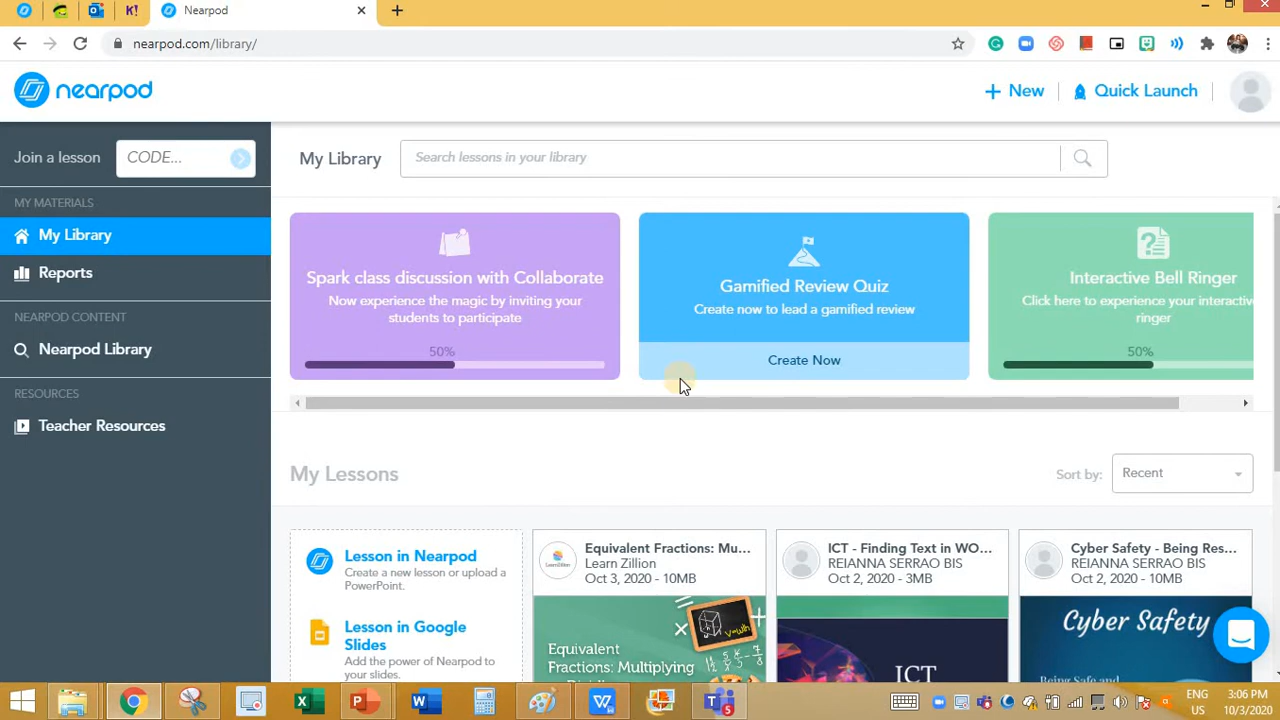 K! Nearpod
nearpod.com/library/
nearpod
New
Quick Launch
Join a lesson
CODE...
My Library
Search lessons in your library
MY MATERIALS
My Library
Reports
NEARPOD CONTENT
Nearpod Library
RESOURCES
Teacher Resources
Spark class discussion with Collaborate
Now experience the magic by inviting your
students to participate
50%
Gamified Review Quiz
Create now to lead a gamified review
Create Now
Interactive Bell Ringer
Click here to experience your interactiv
ringer
50%
My Lessons
Sort by:
Recent
Lesson in Nearpod
Create a new lesson or upload a
PowerPoint.
Lesson in Google
Slides
Add the power of Nearpod to
your slides.
Equivalent Fractions: Mu...
Learn Zillion
Oct 3, 2020 - 10MB
Equivalent
Fractions: Multiplying
ICT - Finding Text in WO...
REIANNA SERRAO BIS
Oct 2, 2020 - 3MB
ICT
Cyber Safety - Being Res...
REIANNA SERRAO BIS
Oct 2, 2020 - 10MB
Cyber Safety
Being Safe and
ENG
US
3:06 PM
10/3/2020